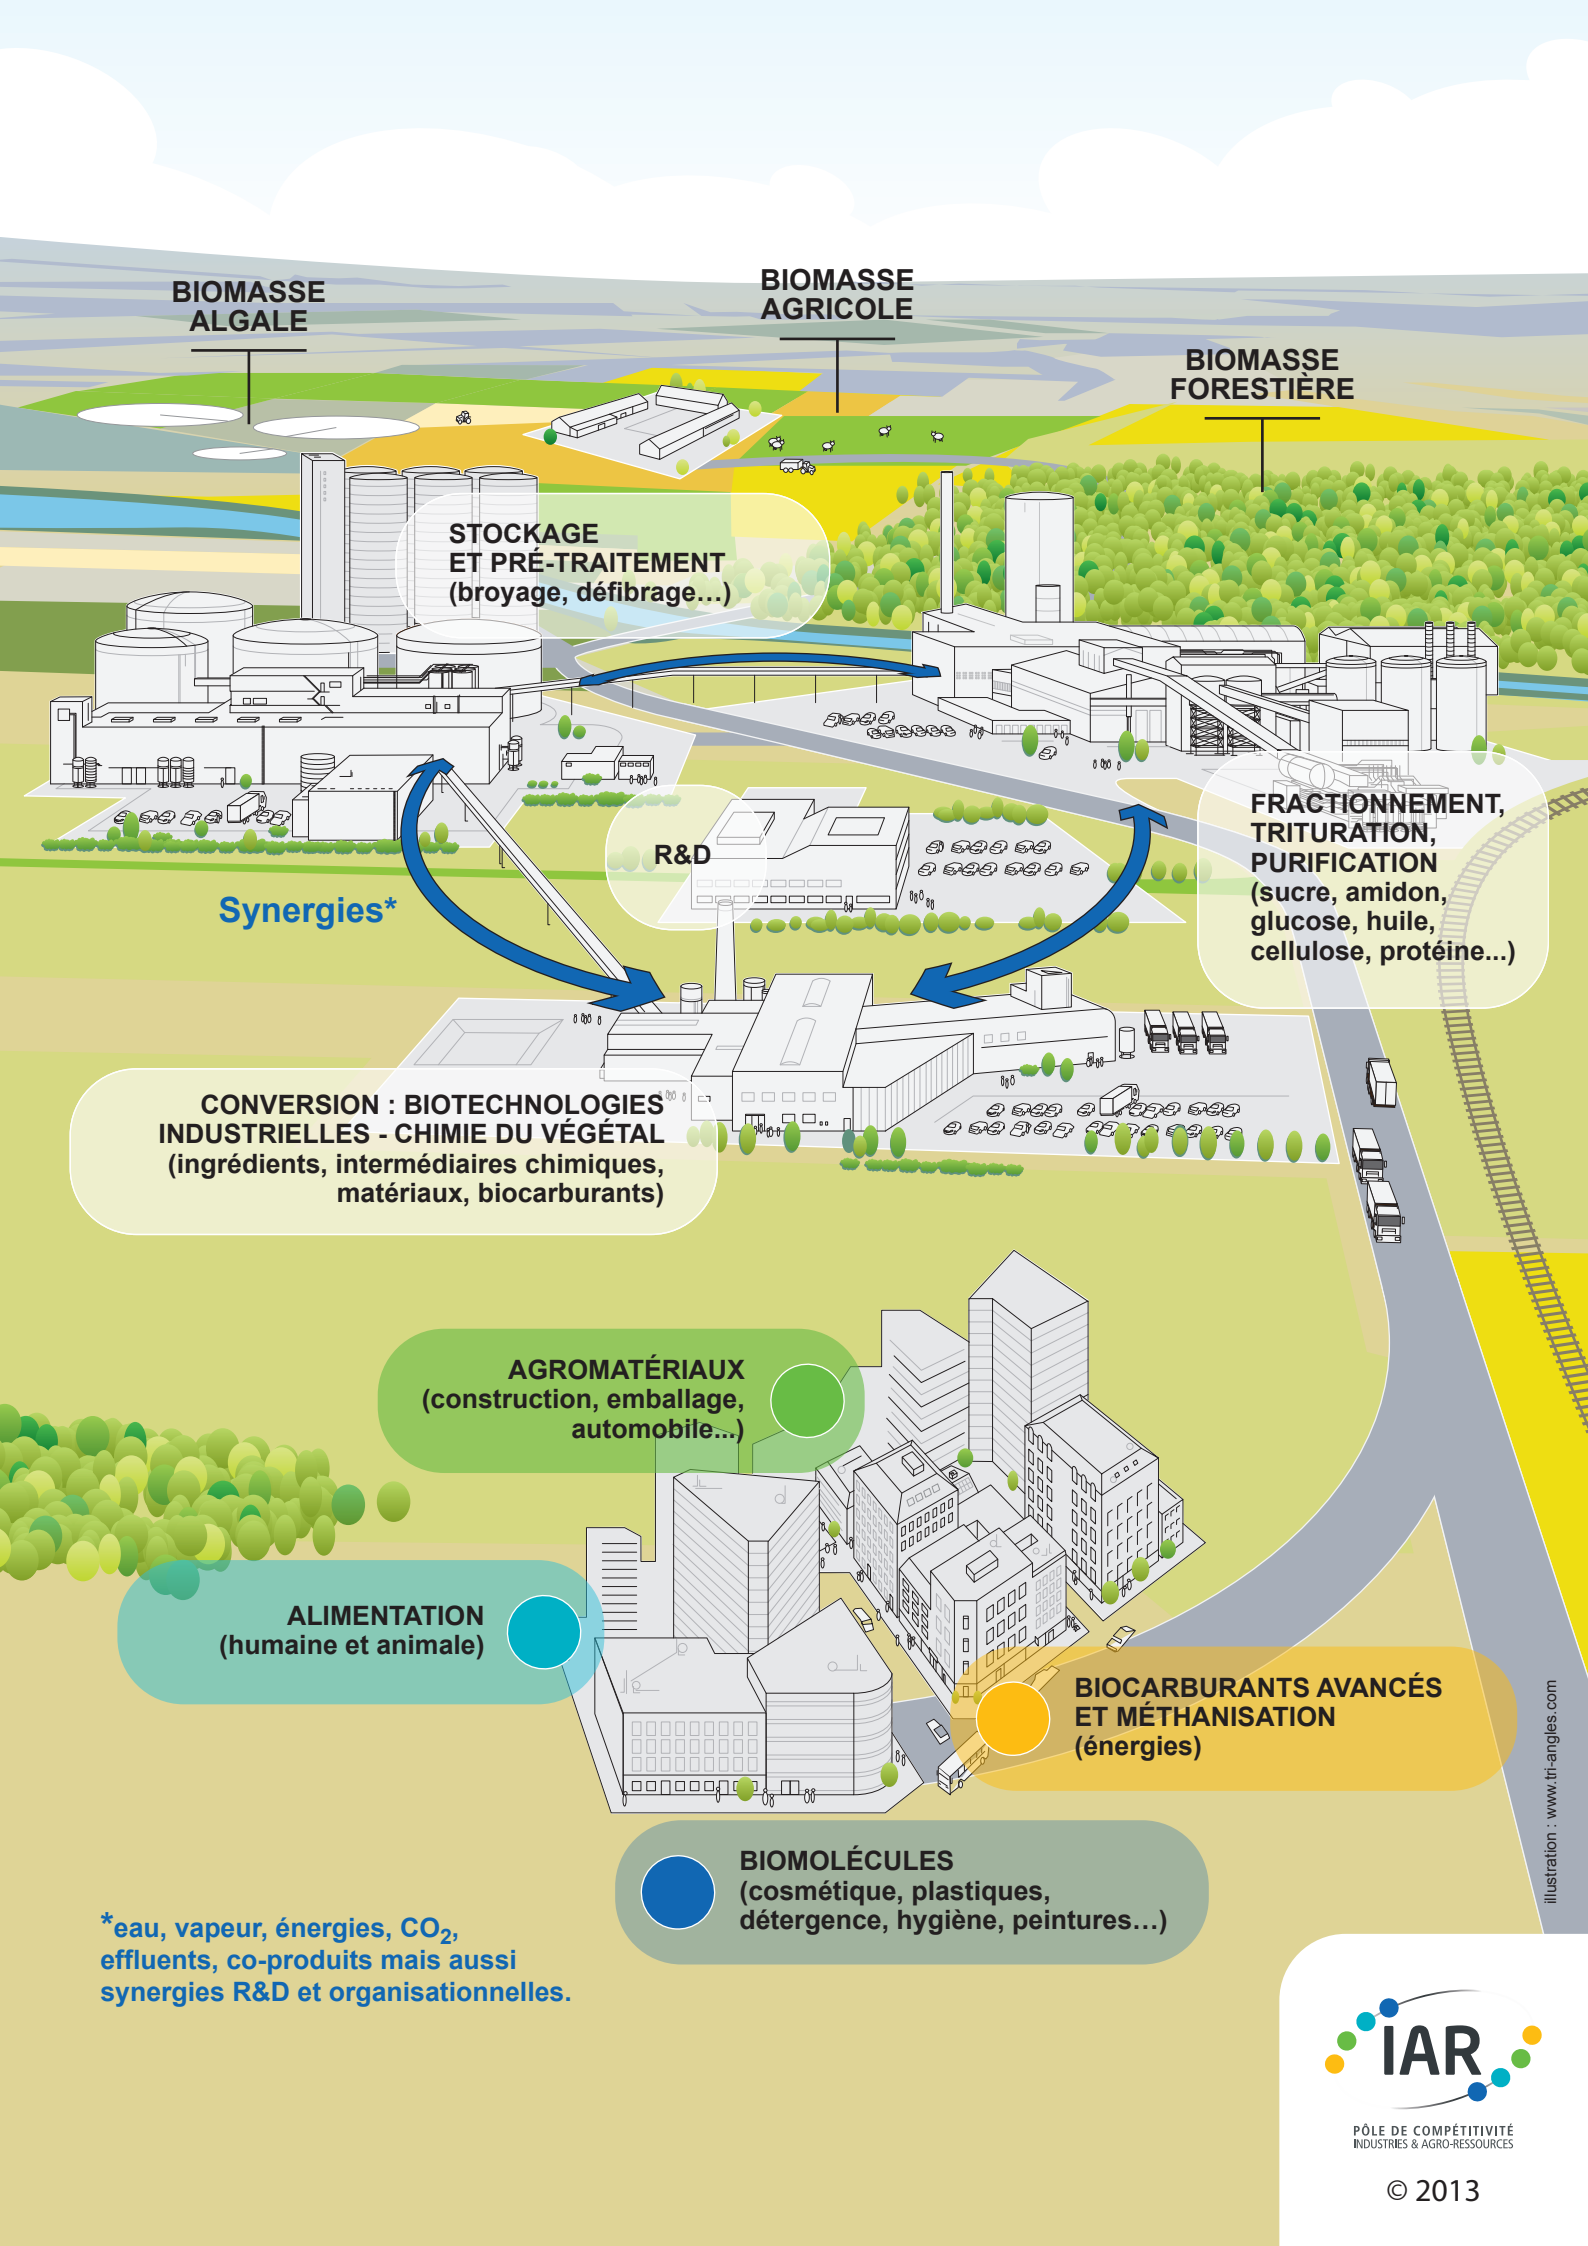 BIOMASSE
ALGALE
BIOMASSE
AGRICOLE
BIOMASSE
FORESTIÈRE
STOCKAGE
ET PRÉ-TRAITEMENT
(broyage, défibrage…)
R&D
FRACTIONNEMENT,
TRITURATION,
PURIFICATION
(sucre, amidon,
glucose, huile,
cellulose, protéine...)
Synergies*
CONVERSION : BIOTECHNOLOGIES
INDUSTRIELLES - CHIMIE DU VÉGÉTAL
(ingrédients, intermédiaires chimiques,
matériaux, biocarburants)
AGROMATÉRIAUX
(construction, emballage,
automobile...)
ALIMENTATION
(humaine et animale)
BIOCARBURANTS AVANCÉS
ET MÉTHANISATION
(énergies)
BIOMOLÉCULES
(cosmétique, plastiques,
détergence, hygiène, peintures…)
*eau, vapeur, énergies, CO2,
effluents, co-produits mais aussi
synergies R&D et organisationnelles.
illustration : www.tri-angles.com
IAR
PÔLE DE COMPÉTITIVITÉ
INDUSTRIES & AGRO-RESSOURCES
© 2013